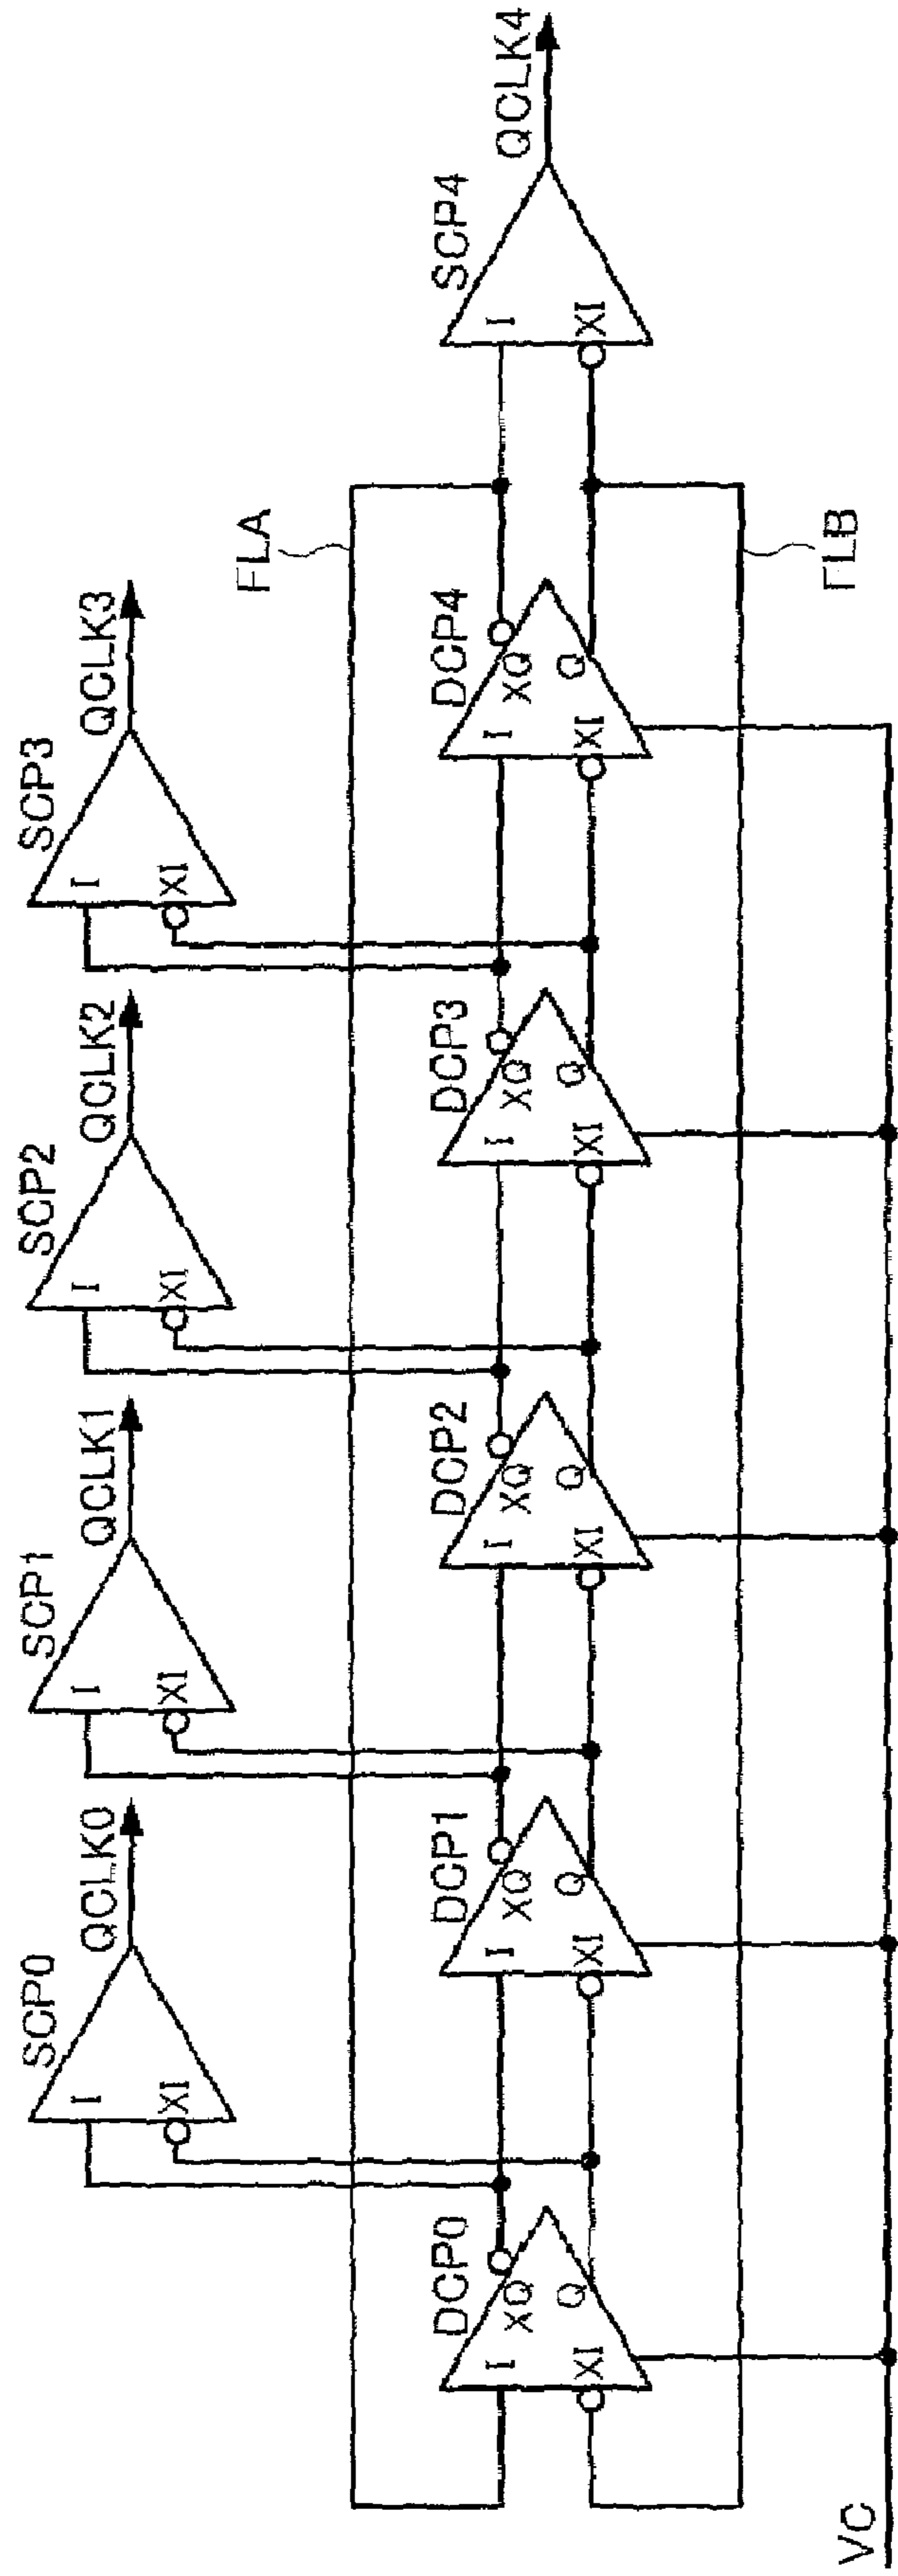 SCP0
QCLK0
I
XI
SCP1
QCLK1
I
XI
SCP2
QCLK2
I
XI
SCP3
QCLK3
I
XI
FLA
DCP0
I
XQ
XI
Q
DCP1
I
XQ
XI
Q
DCP2
I
XQ
XI
Q
DCP3
I
XQ
XI
Q
DCP4
I
XQ
XI
Q
SCP4
QCLK4
I
XI
FLB
VC